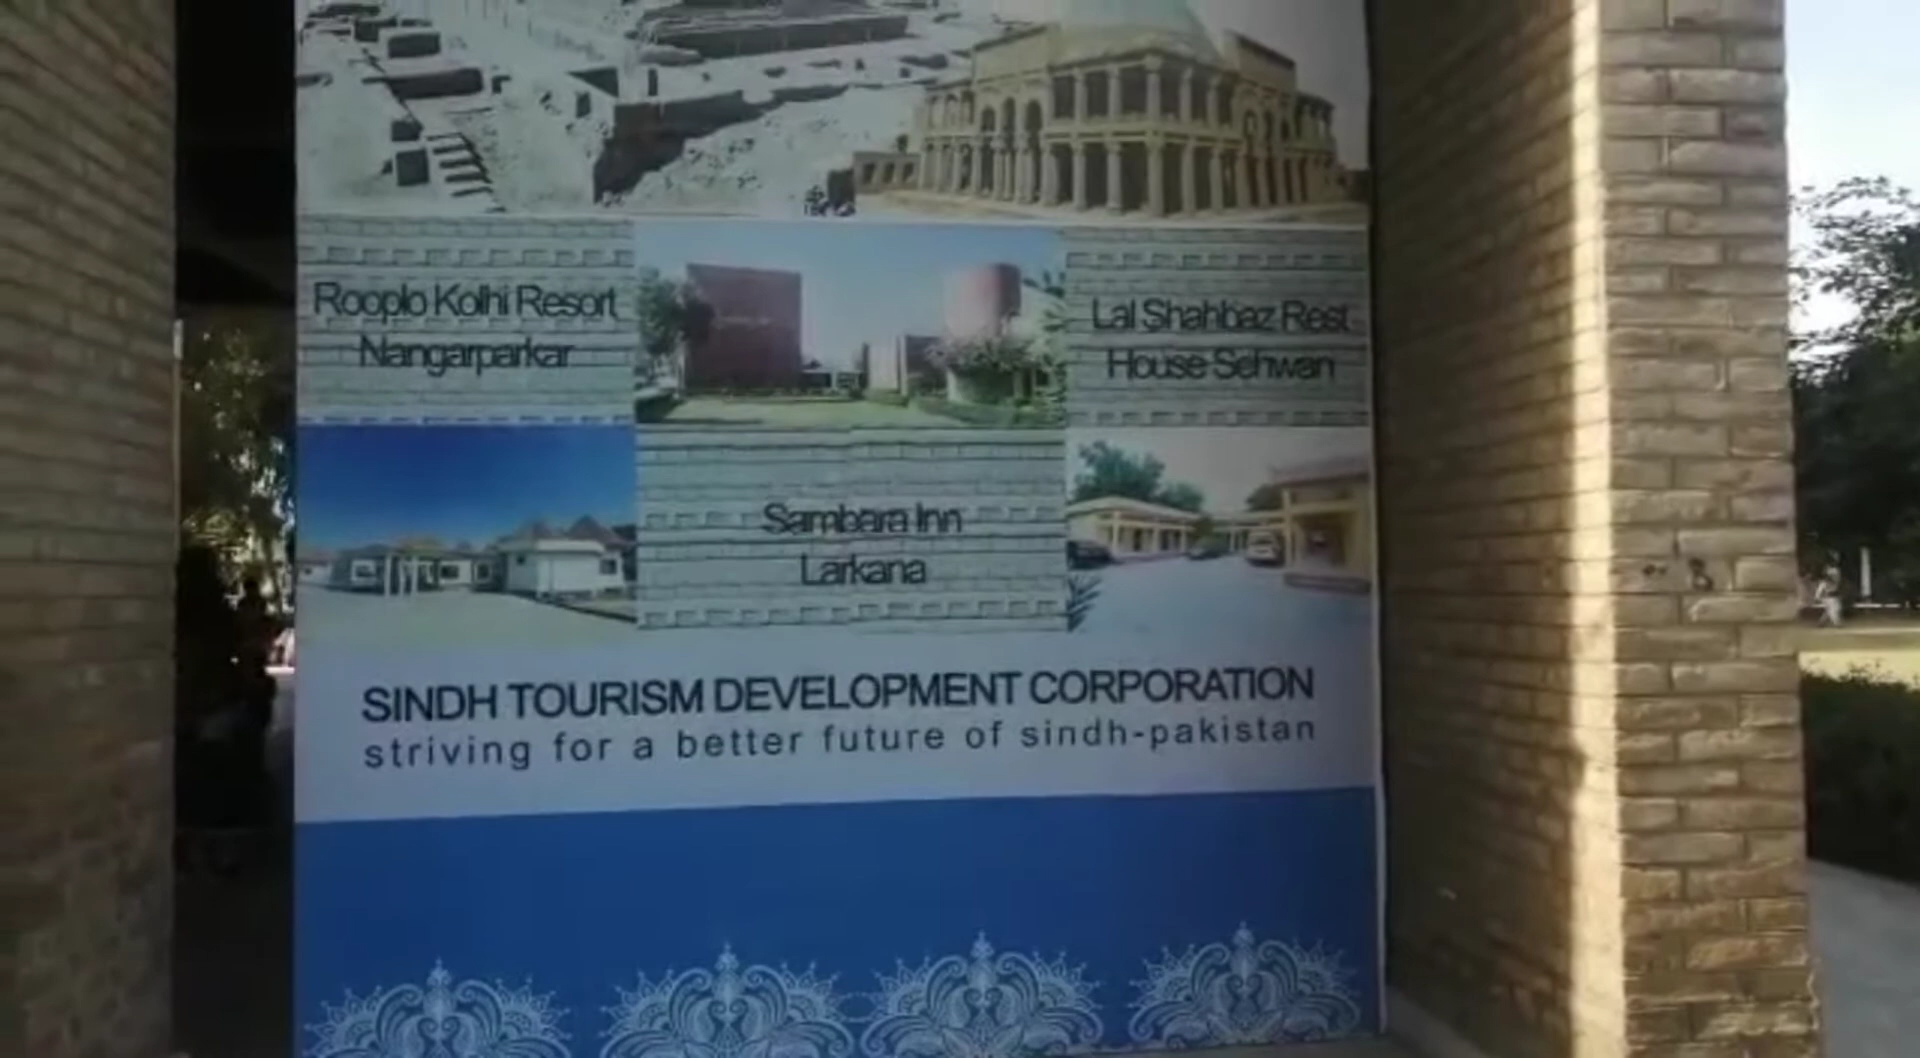 Rooplo Kolhi Resort
Nangarparkar
Lal Shahbaz Rest
House Sehwan
Sambara Inn
Larkana
SINDH TOURISM DEVELOPMENT CORPORATION
striving for a better future of sindh-pakistan